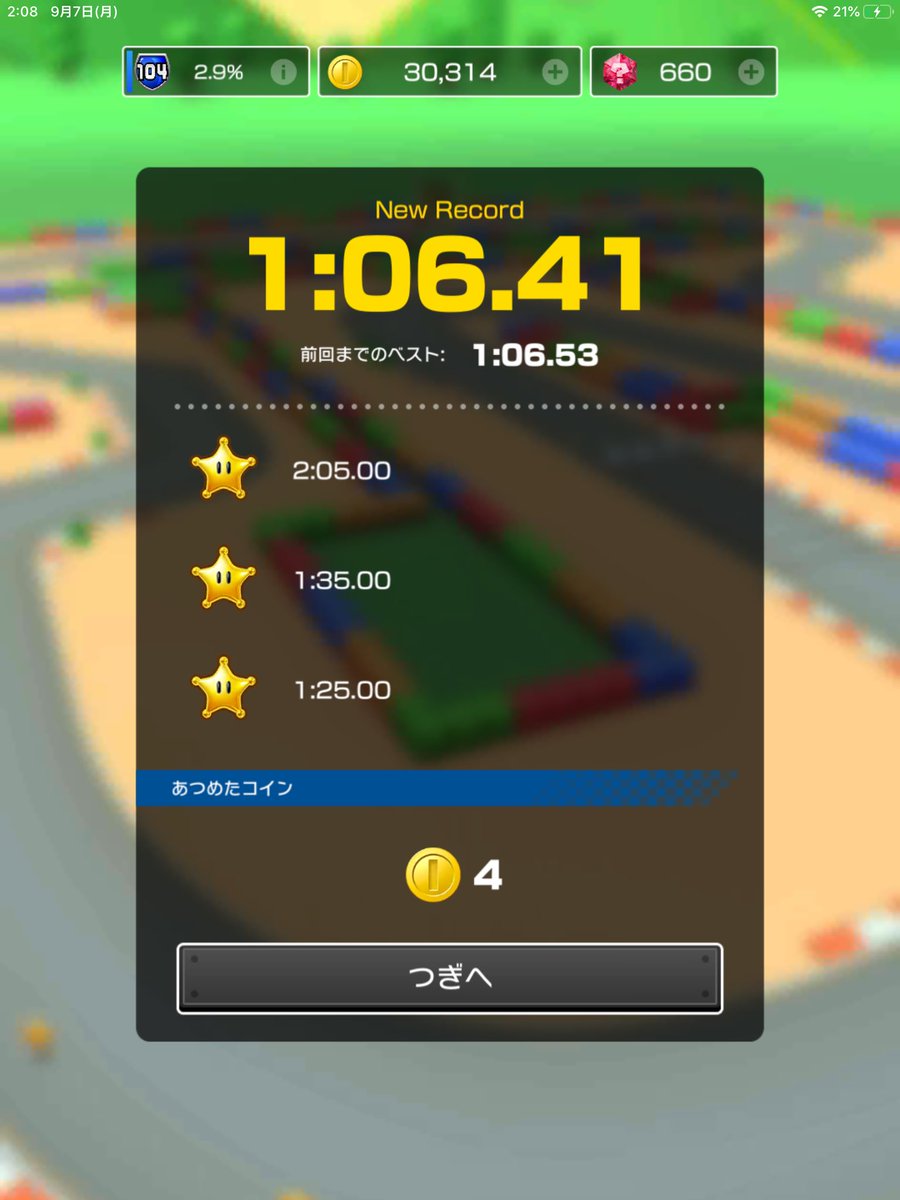 2:08 9月7日(月) 21%
104 2.9% i 30,314 + ? 660 +
New Record
1:06.41
前回までのベスト: 1:06.53
2:05.00
1:35.00
1:25.00
あつめたコイン
4
つぎへ